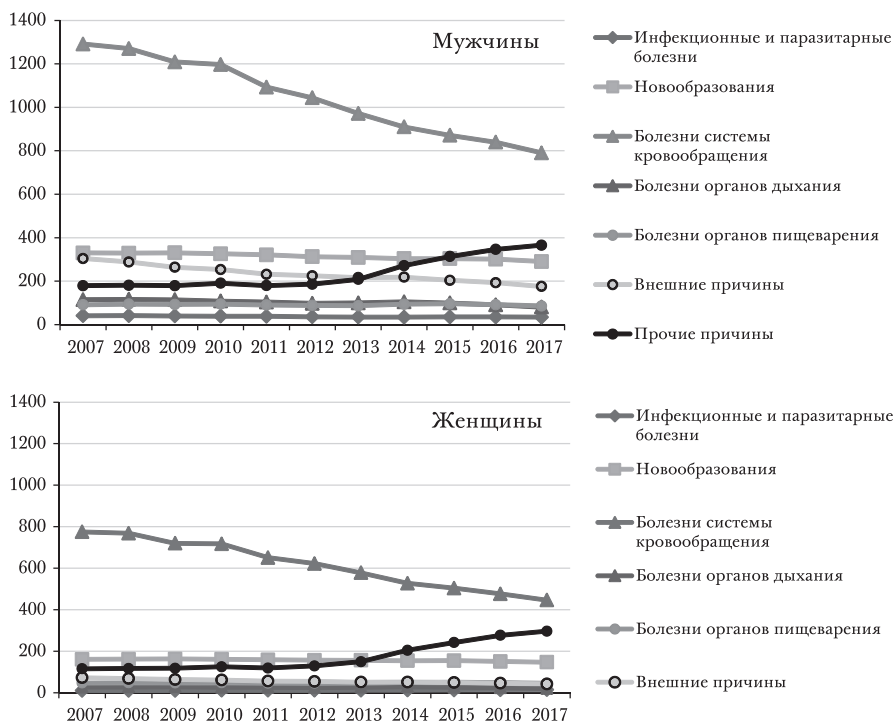 1400
1200
1000
800
600
400
200
0
Мужчины
2007 2008 2009 2010 2011 2012 2013 2014 2015 2016 2017
Инфекционные и паразитарные
болезни
Новообразования
Болезни системы
кровообращения
Болезни органов дыхания
Болезни органов пищеварения
Внешние причины
Прочие причины
1400
1200
1000
800
600
400
200
0
Женщины
2007 2008 2009 2010 2011 2012 2013 2014 2015 2016 2017
Инфекционные и паразитарные
болезни
Новообразования
Болезни системы
кровообращения
Болезни органов дыхания
Болезни органов пищеварения
Внешние причины